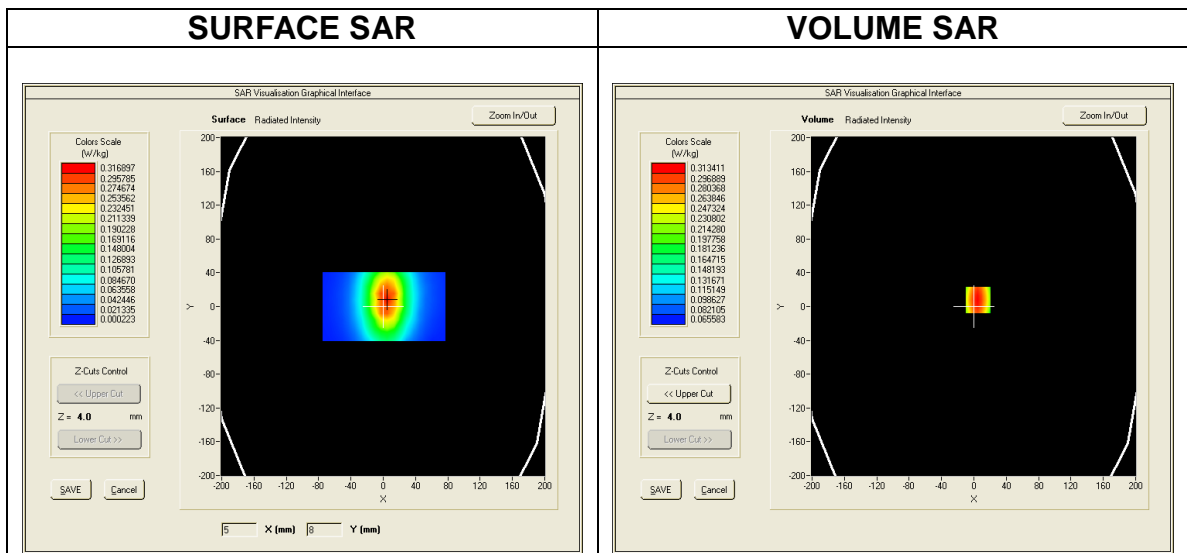 SURFACE SAR
VOLUME SAR
SAR Visualisation Graphical Interface
Surface Radiated Intensity
Zoom In/Out
Colors Scale
(W/kg)
0.316897
0.295785
0.274674
0.253562
0.232451
0.211339
0.190228
0.169116
0.148004
0.126893
0.105781
0.084670
0.063558
0.042446
0.021335
0.000223
Z-Cuts Control
<< Upper Cut
Z = 4.0 mm
Lower Cut >>
SAVE Cancel
200
160
120
80
40
0
-40
-80
-120
-160
-200
Y
-200 -160 -120 -80 -40 0 40 80 120 160 200
X
5 X (mm) 8 Y (mm)
SAR Visualisation Graphical Interface
Volume Radiated Intensity
Zoom In/Out
Colors Scale
(W/kg)
0.313411
0.296889
0.280368
0.263846
0.247324
0.230802
0.214280
0.197758
0.181236
0.164715
0.148193
0.131671
0.115149
0.098627
0.082105
0.065583
Z-Cuts Control
<< Upper Cut
Z = 4.0 mm
Lower Cut >>
SAVE Cancel
200
160
120
80
40
0
-40
-80
-120
-160
-200
Y
-200 -160 -120 -80 -40 0 40 80 120 160 200
X